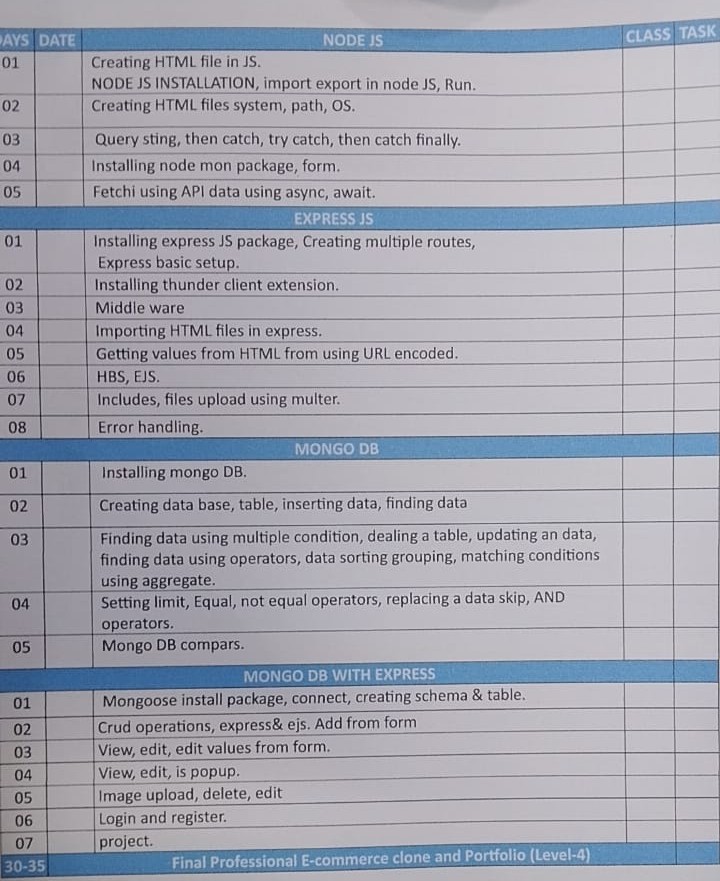 DAYS DATE NODE JS CLASS TASK
01 Creating HTML file in JS.
NODE JS INSTALLATION, import export in node JS, Run.
02 Creating HTML files system, path, OS.
03 Query sting, then catch, try catch, then catch finally.
04 Installing node mon package, form.
05 Fetchi using API data using async, await.
EXPRESS JS
01 Installing express JS package, Creating multiple routes,
Express basic setup.
02 Installing thunder client extension.
03 Middle ware
04 Importing HTML files in express.
05 Getting values from HTML from using URL encoded.
06 HBS, EJS.
07 Includes, files upload using multer.
08 Error handling.
MONGO DB
01 Installing mongo DB.
02 Creating data base, table, inserting data, finding data
03 Finding data using multiple condition, dealing a table, updating an data,
finding data using operators, data sorting grouping, matching conditions
using aggregate.
04 Setting limit, Equal, not equal operators, replacing a data skip, AND
operators.
05 Mongo DB compars.
MONGO DB WITH EXPRESS
01 Mongoose install package, connect, creating schema & table.
02 Crud operations, express& ejs. Add from form
03 View, edit, edit values from form.
04 View, edit, is popup.
05 Image upload, delete, edit
06 Login and register.
07 project.
30-35 Final Professional E-commerce clone and Portfolio (Level-4)